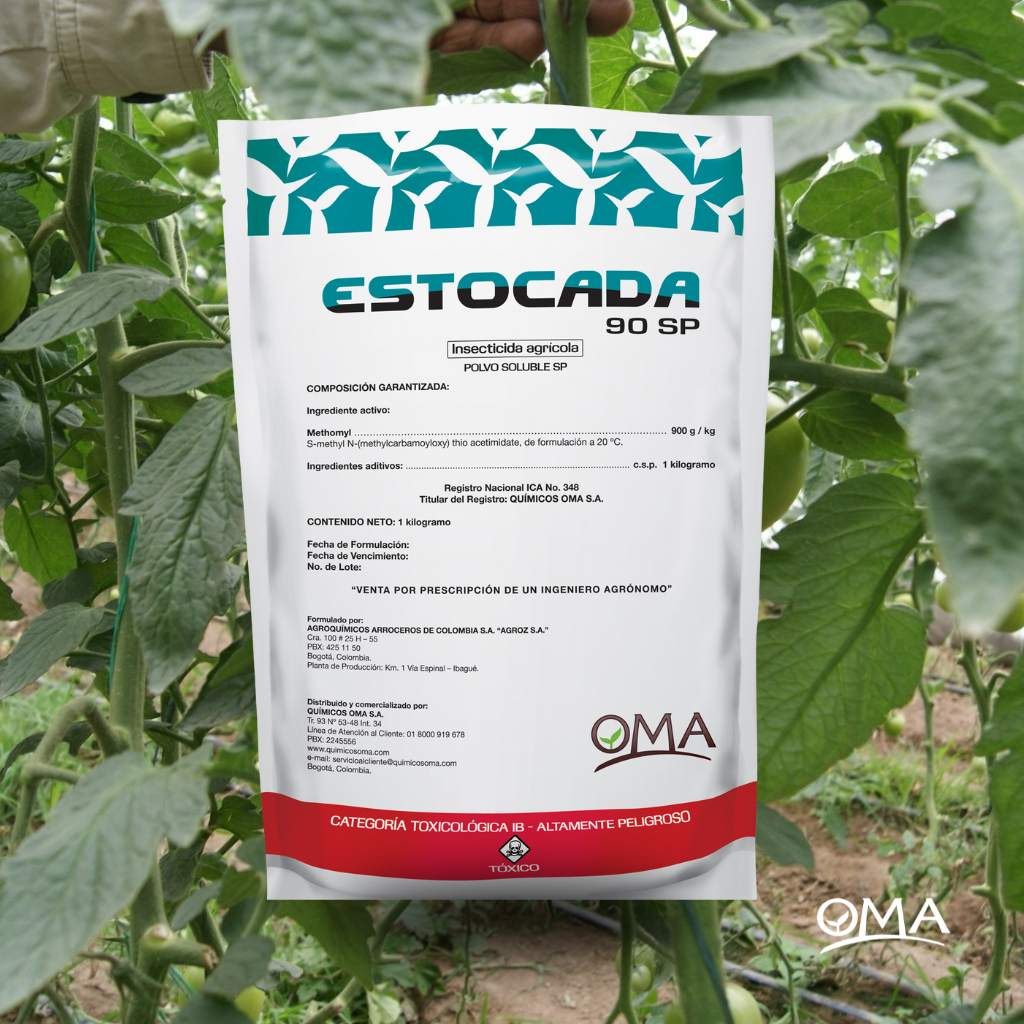 ESTOCADA
90 SP
Insecticida agrícola
POLVO SOLUBLE SP
COMPOSICIÓN GARANTIZADA:
Ingrediente activo:
Methomyl ........................................................................................................ 900 g / kg
S-methyl N-(methylcarbamoyloxy) thio acetimidate, de formulación a 20 °C.
Ingredientes aditivos: ............................................................................ c.s.p. 1 kilogramo
Registro Nacional ICA No. 348
Titular del Registro: QUÍMICOS OMA S.A.
CONTENIDO NETO: 1 kilogramo
Fecha de Formulación:
Fecha de Vencimiento:
No. de Lote:
“VENTA POR PRESCRIPCIÓN DE UN INGENIERO AGRÓNOMO”
Formulado por:
AGROQUÍMICOS ARROCEROS DE COLOMBIA S.A. “AGROZ S.A.”
Cra. 100 # 25 H – 55
PBX: 425 11 50
Bogotá, Colombia.
Planta de Producción: Km. 1 Vía Espinal – Ibagué.
Distribuido y comercializado por:
QUÍMICOS OMA S.A.
Tr. 93 Nº 53-48 Int. 34
Línea de Atención al Cliente: 01 8000 919 678
PBX: 2245556
www.quimicosoma.com
e-mail: servicioalcliente@quimicosoma.com
Bogotá, Colombia.
OMA
CATEGORÍA TOXICOLÓGICA IB - ALTAMENTE PELIGROSO
TÓXICO
OMA